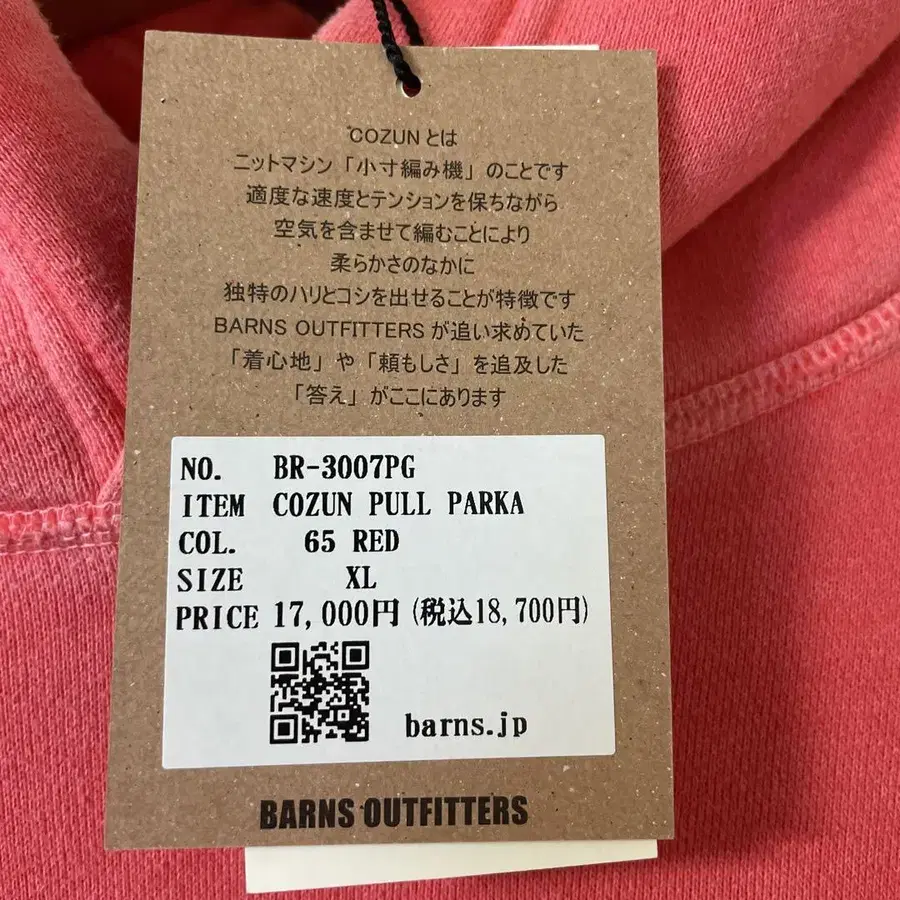 COZUNとは
ニットマシン「小寸編み機」のことです
適度な速度とテンションを保ちながら
空気を含ませて編むことにより
柔らかさのなかに
独特のハリとコシを出せることが特徴です
BARNS OUTFITTERSが追い求めていた
「着心地」や「頼もしさ」を追及した
「答え」がここにあります
NO. BR-3007PG
ITEM COZUN PULL PARKA
COL. 65 RED
SIZE XL
PRICE 17,000円(税込18,700円)
barns.jp
BARNS OUTFITTERS